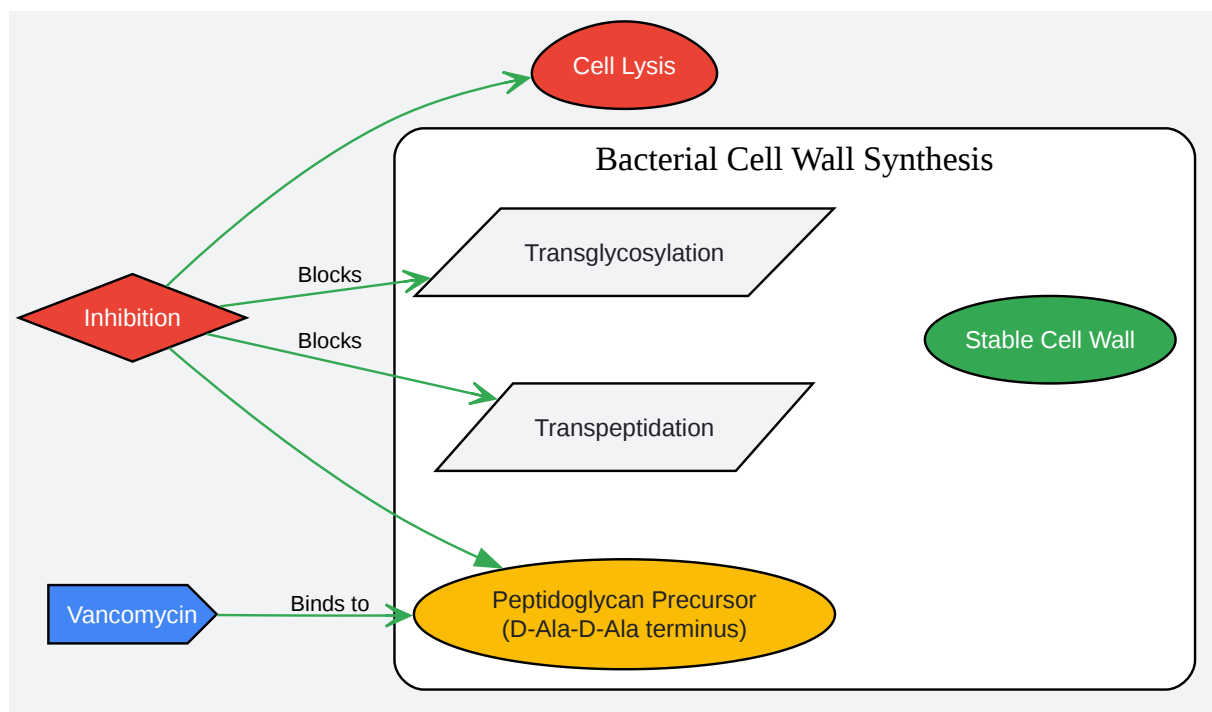 Cell Lysis
Bacterial Cell Wall Synthesis
Transglycosylation
Blocks
Inhibition
Blocks
Stable Cell Wall
Transpeptidation
Vancomycin
Binds to
Peptidoglycan Precursor
(D-Ala-D-Ala terminus)